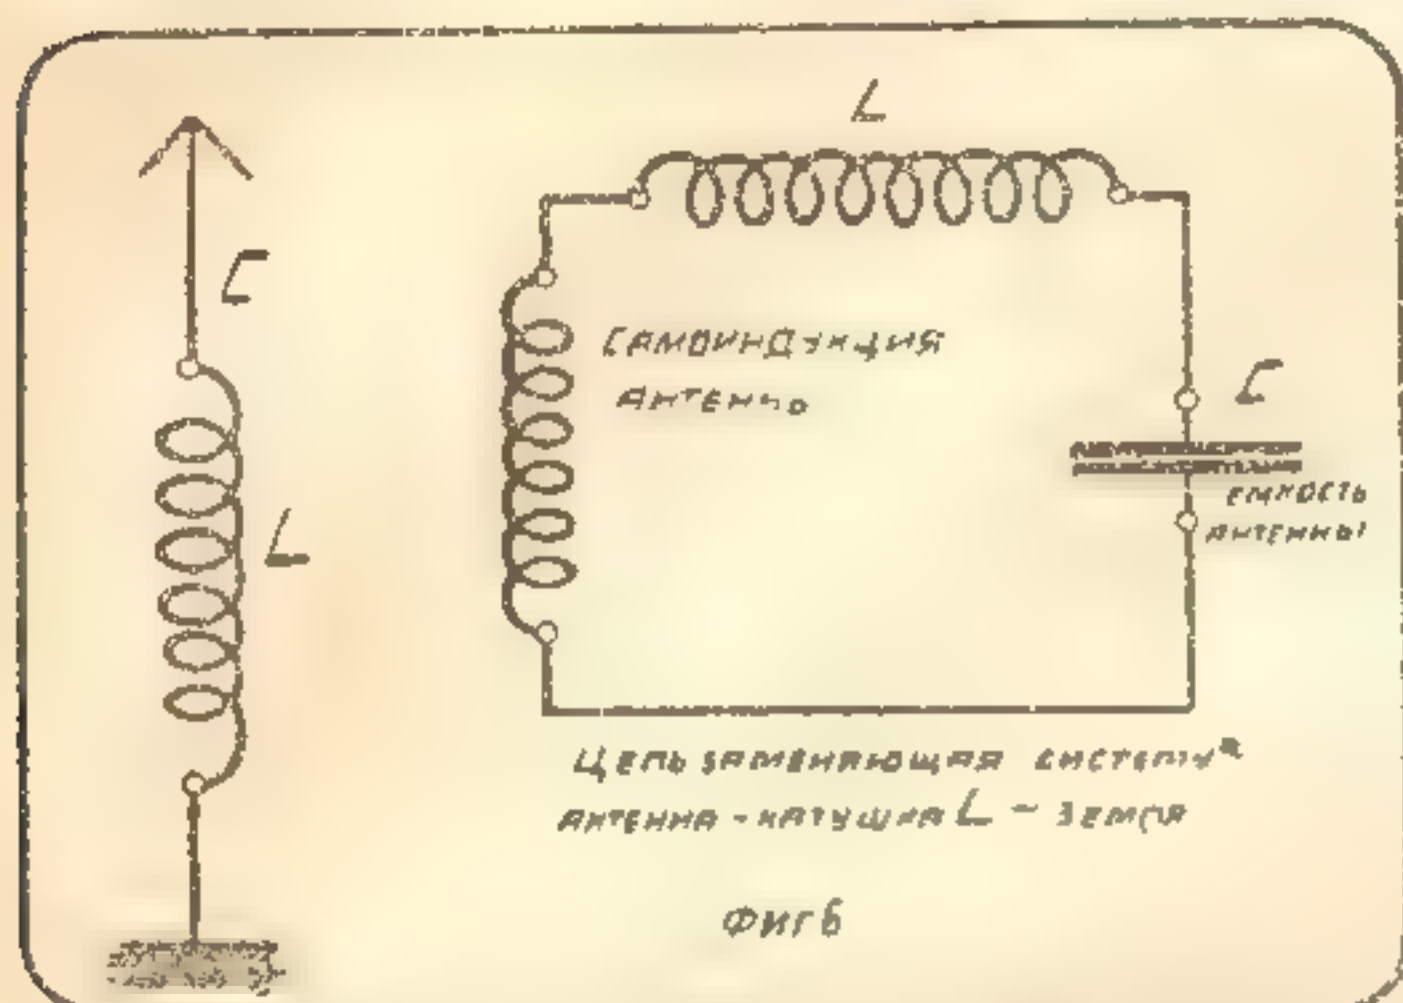 L
C
L
САМОИНДУКЦИЯ
АНТЕННЫ
C
ЕМКОСТЬ
АНТЕННЫ
ЦЕПЬ ЗАМЕНЯЮЩАЯ СИСТЕМУ
АНТЕННА - КАТУШКА L - ЗЕМЛЯ
ФИГ 6